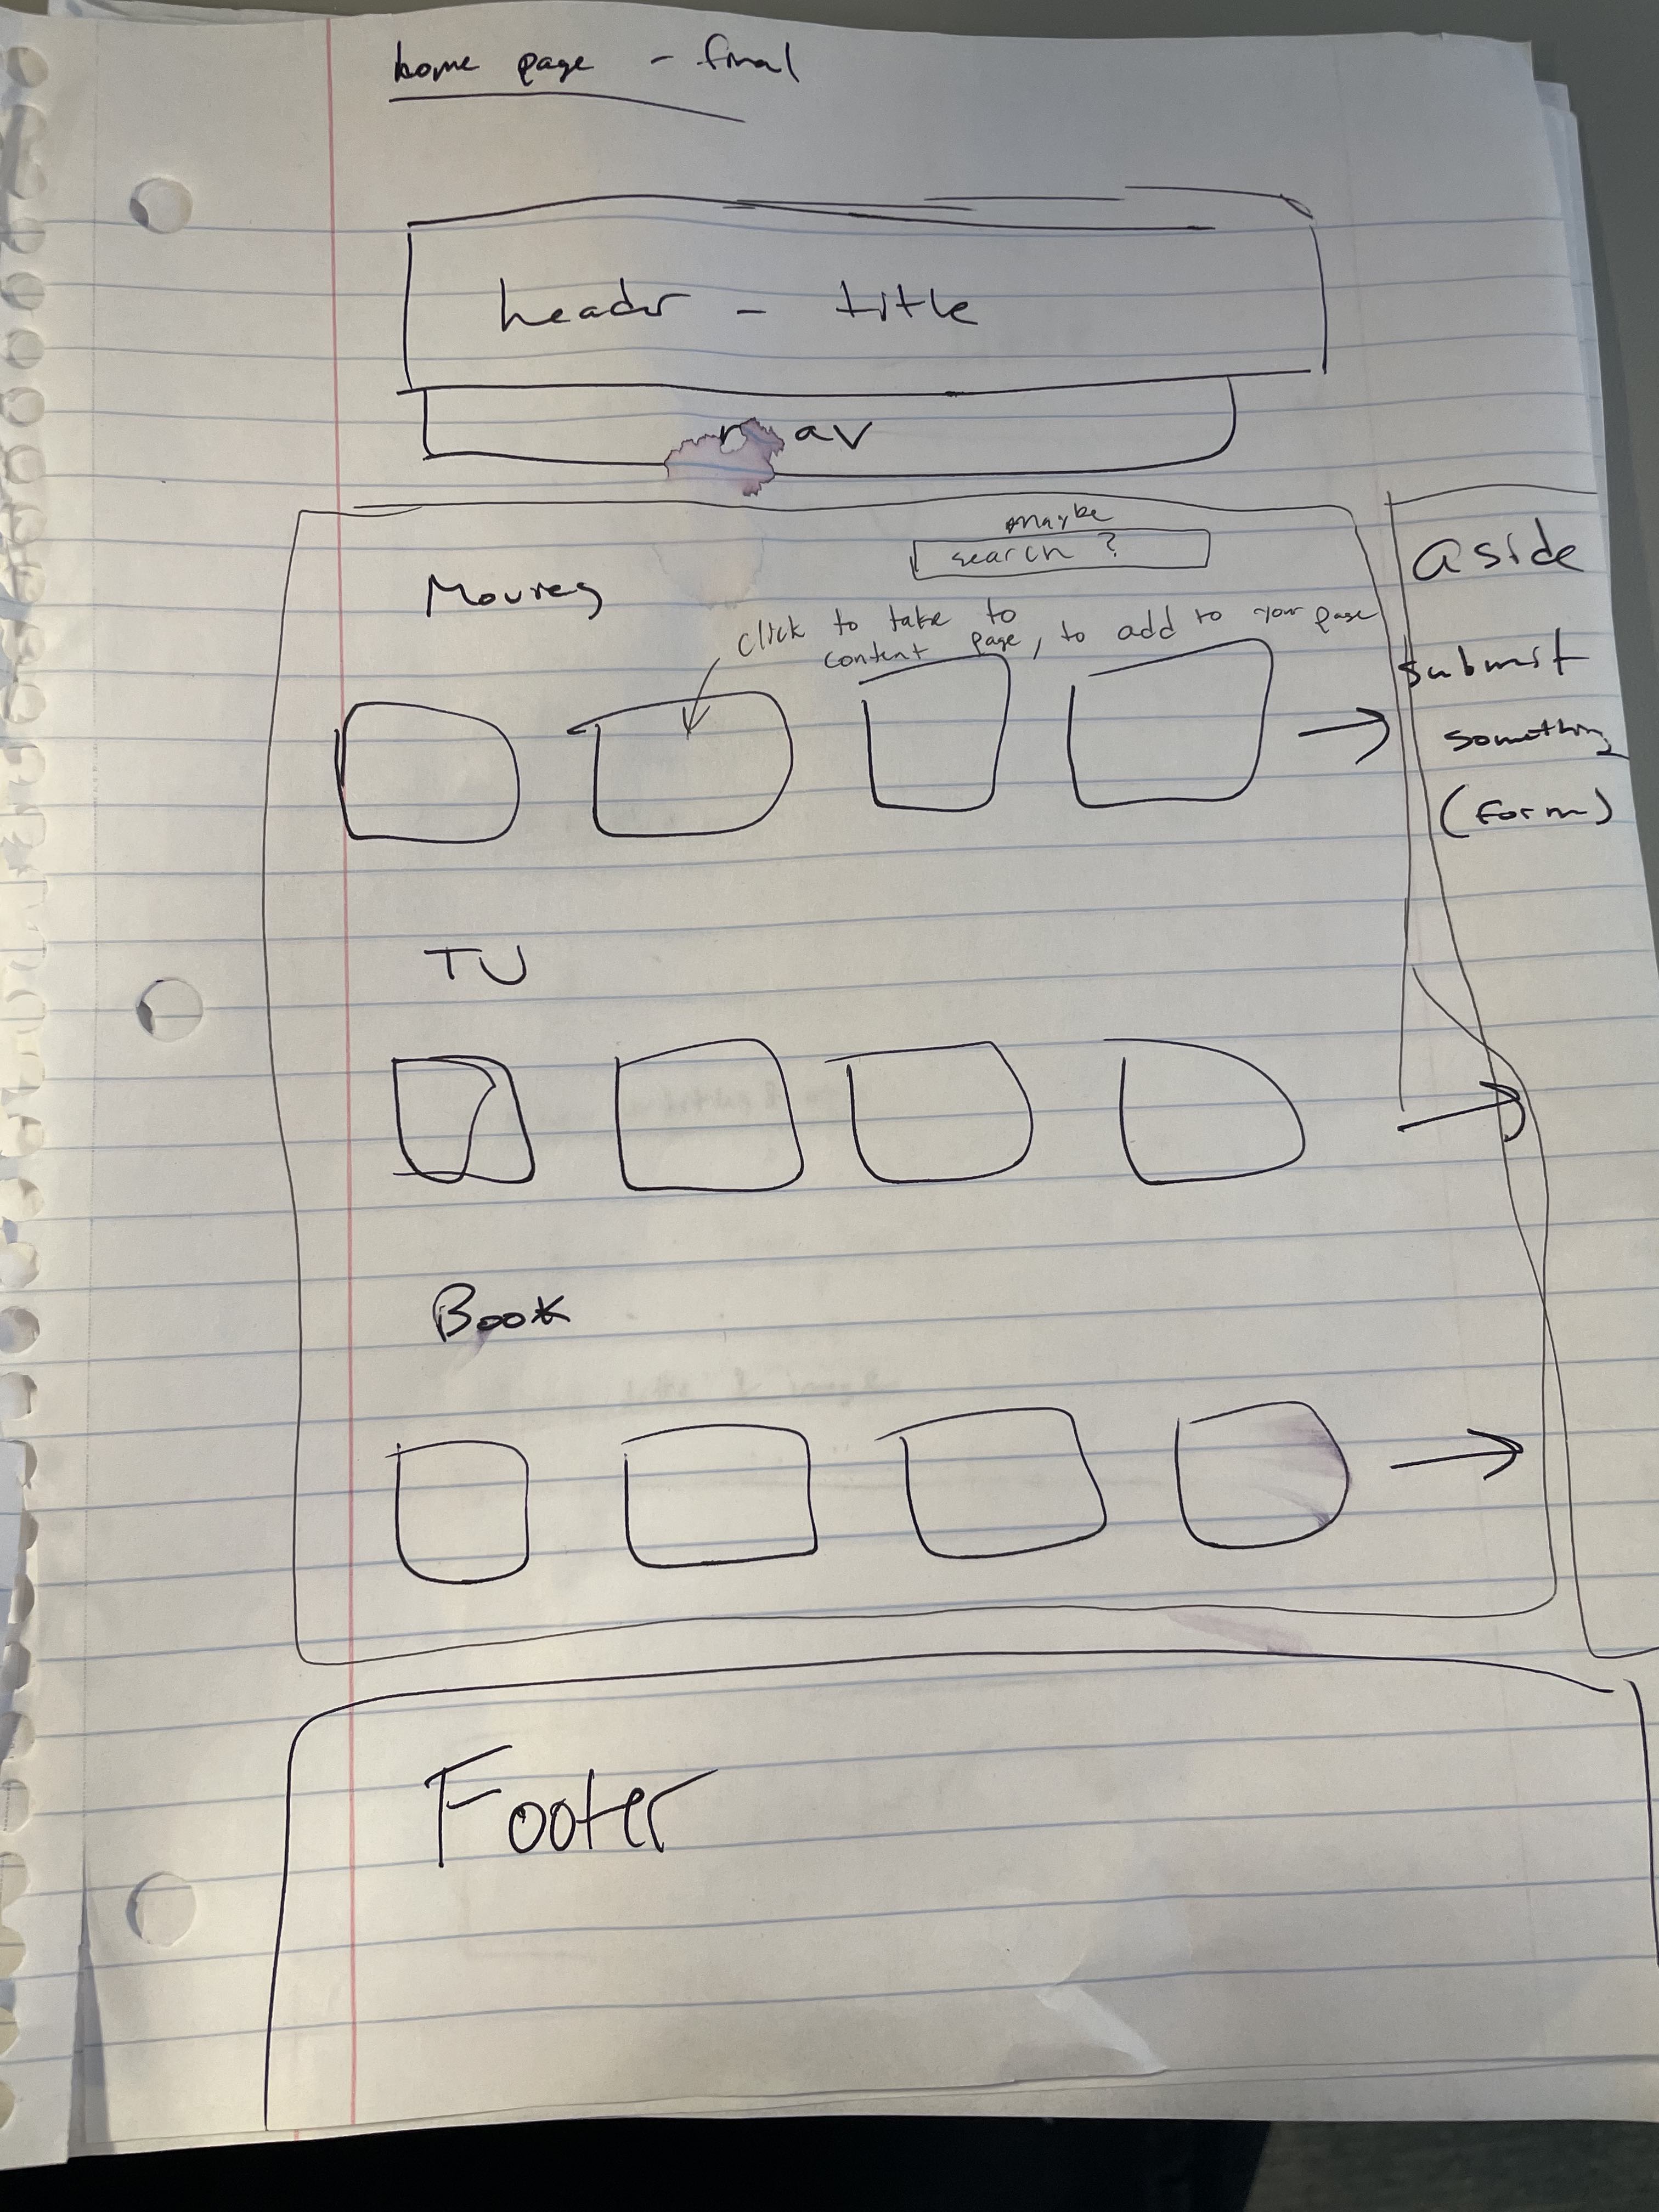 home page - final
header - title
nav
maybe
search ?
Movies
click to take to
content page, to add to your page
aside
submit
something
(form)
TV
Book
Footer